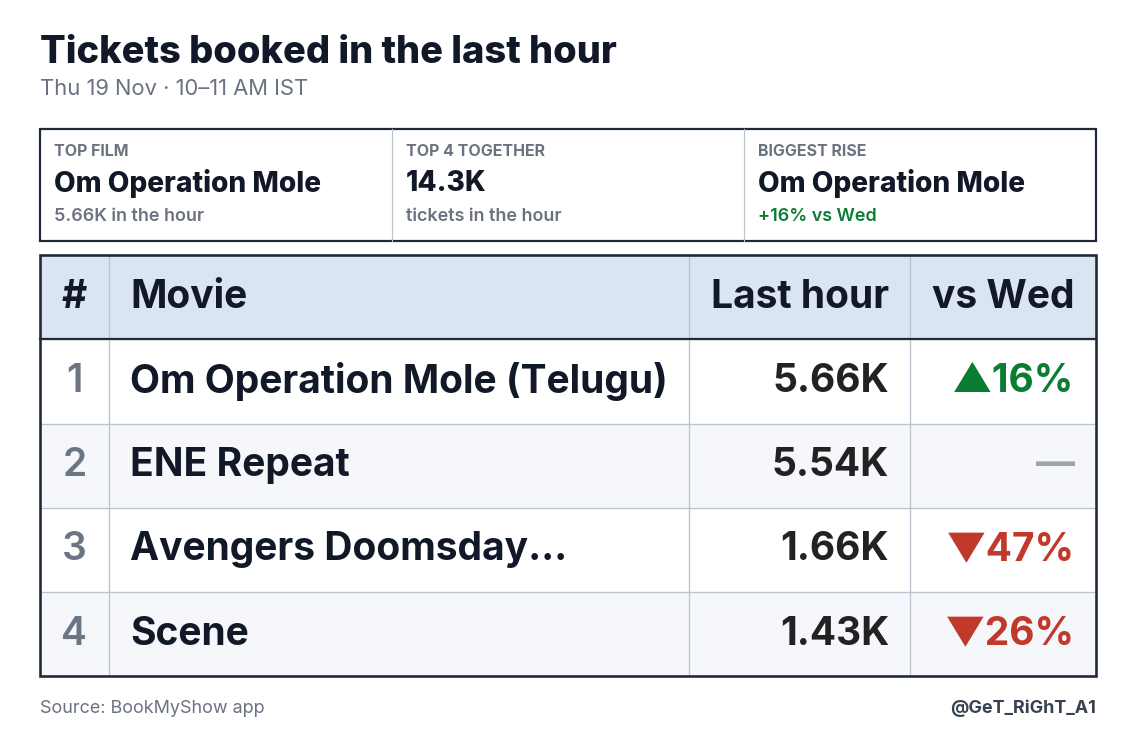 Tickets booked in the last hour
Thu 19 Nov · 10–11 AM IST
TOP FILM
Om Operation Mole
5.66K in the hour
TOP 4 TOGETHER
14.3K
tickets in the hour
BIGGEST RISE
Om Operation Mole
+16% vs Wed
# Movie Last hour vs Wed
1 Om Operation Mole (Telugu) 5.66K ▲16%
2 ENE Repeat 5.54K —
3 Avengers Doomsday... 1.66K ▼47%
4 Scene 1.43K ▼26%
Source: BookMyShow app
@GeT_RiGhT_A1